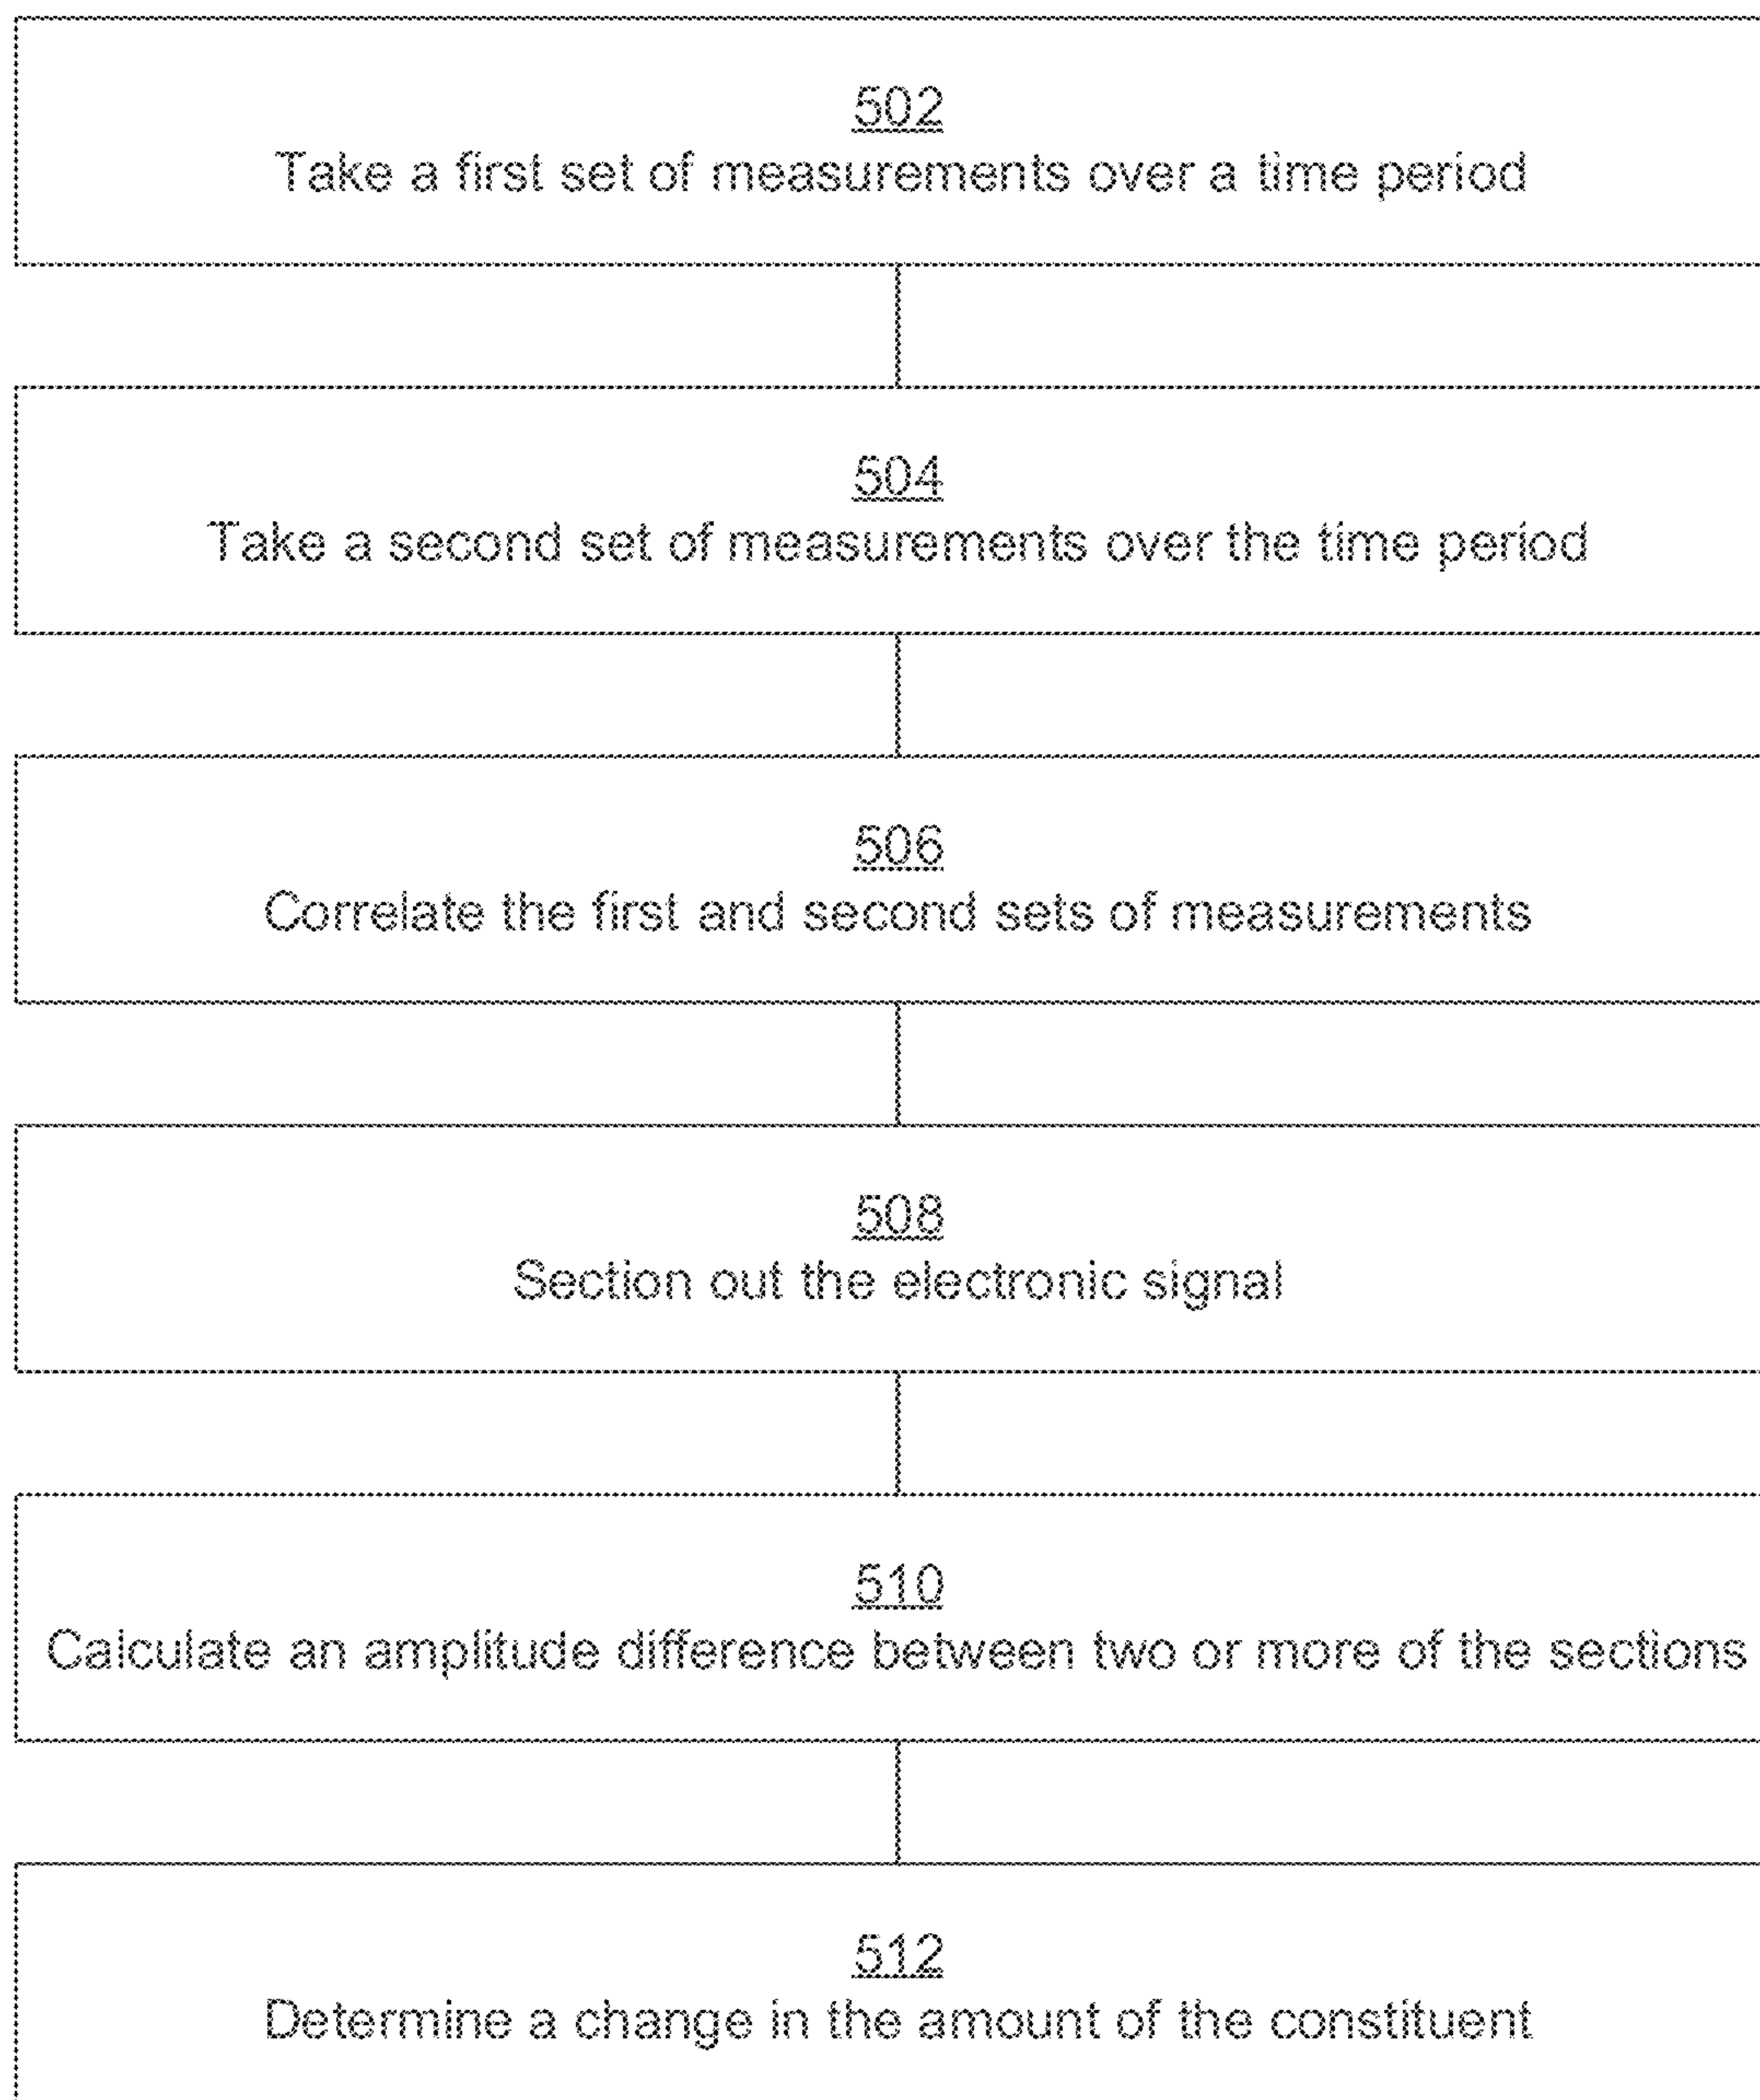 502
Take a first set of measurements over a time period
504
Take a second set of measurements over the time period
506
Correlate the first and second sets of measurements
508
Section out the electronic signal
510
Calculate an amplitude difference between two or more of the sections
512
Determine a change in the amount of the constituent